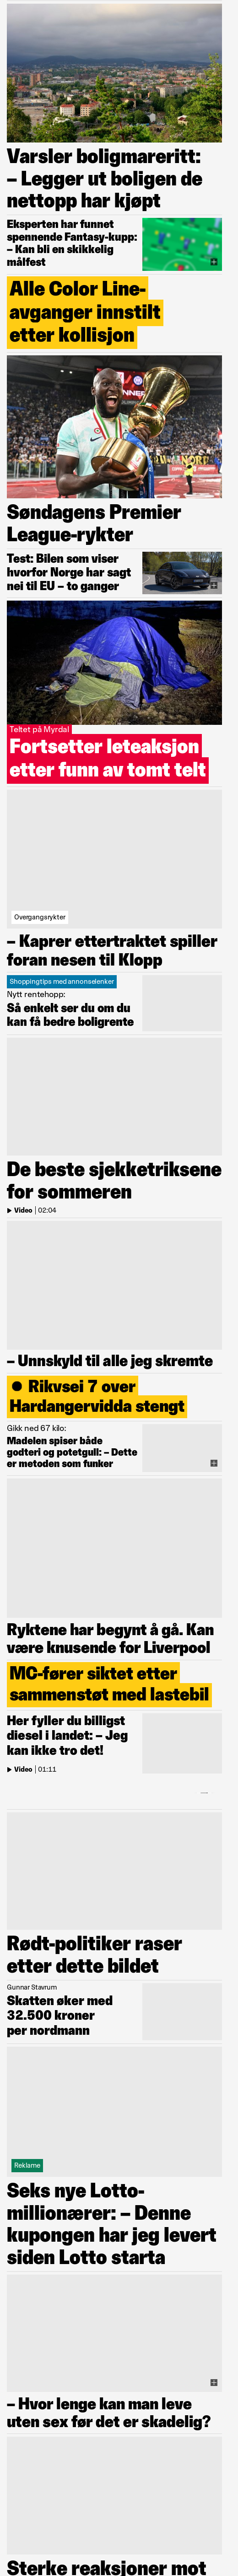 Varsler boligmareritt:
– Legger ut boligen de
nettopp har kjøpt
Eksperten har funnet
spennende Fantasy-kupp:
– Kan bli en skikkelig
målfest
Alle Color Line-
avganger innstilt
etter kollisjon
Søndagens Premier
League-rykter
Test: Bilen som viser
hvorfor Norge har sagt
nei til EU – to ganger
Teltet på Myrdal
Fortsetter leteaksjon
etter funn av tomt telt
Overgangsrykter
– Kaprer ettertraktet spiller
foran nesen til Klopp
Shoppingtips med annonselenker
Nytt rentehopp:
Så enkelt ser du om du
kan få bedre boligrente
De beste sjekketriksene
for sommeren
Video | 02:04
– Unnskyld til alle jeg skremte
Rikvsei 7 over
Hardangervidda stengt
Gikk ned 67 kilo:
Madelen spiser både
godteri og potetgull: – Dette
er metoden som funker
Ryktene har begynt å gå. Kan
være knusende for Liverpool
MC-fører siktet etter
sammenstøt med lastebil
Her fyller du billigst
diesel i landet: – Jeg
kan ikke tro det!
Video | 01:11
Rødt-politiker raser
etter dette bildet
Gunnar Stavrum
Skatten øker med
32.500 kroner
per nordmann
Reklame
Seks nye Lotto-
millionærer: – Denne
kupongen har jeg levert
siden Lotto starta
– Hvor lenge kan man leve
uten sex før det er skadelig?
Sterke reaksjoner mot